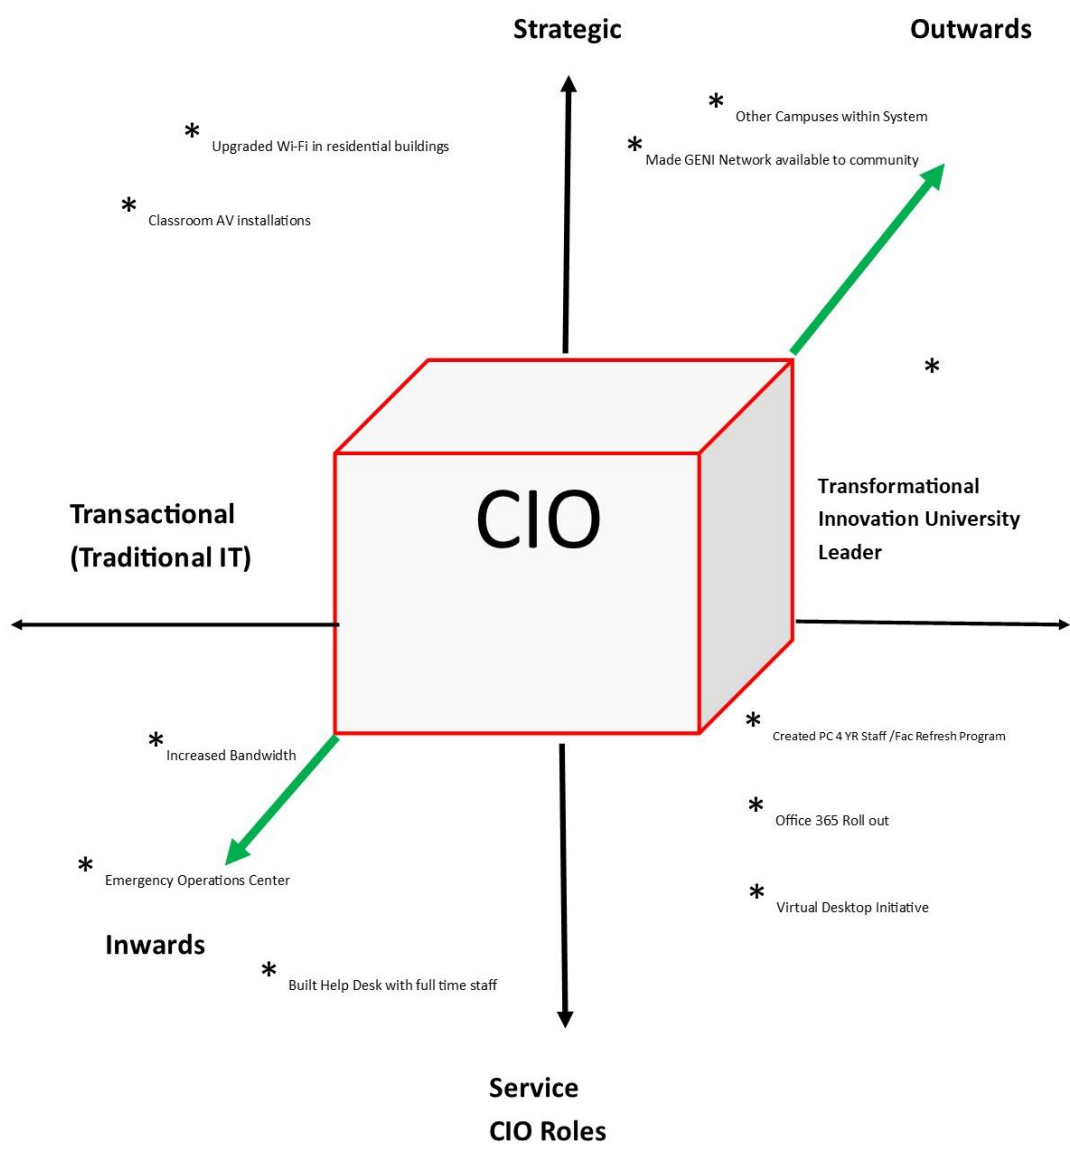 Strategic
Outwards
* Other Campuses within System
* Upgraded Wi-Fi in residential buildings
* Made GENI Network available to community
* Classroom AV installations
*
CIO
Transactional
(Traditional IT)
Transformational
Innovation University
Leader
* Created PC 4 YR Staff /Fac Refresh Program
* Increased Bandwidth
* Office 365 Roll out
* Emergency Operations Center
* Virtual Desktop Initiative
Inwards
* Built Help Desk with full time staff
Service
CIO Roles